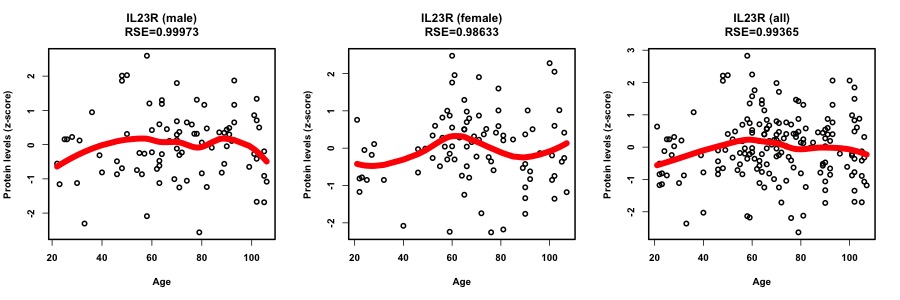 IL23R (male)
RSE=0.99973
Protein levels (z-score)
2
1
0
-1
-2
20 40 60 80 100
Age
IL23R (female)
RSE=0.98633
Protein levels (z-score)
2
1
0
-1
-2
20 40 60 80 100
Age
IL23R (all)
RSE=0.99365
Protein levels (z-score)
3
2
1
0
-1
-2
20 40 60 80 100
Age